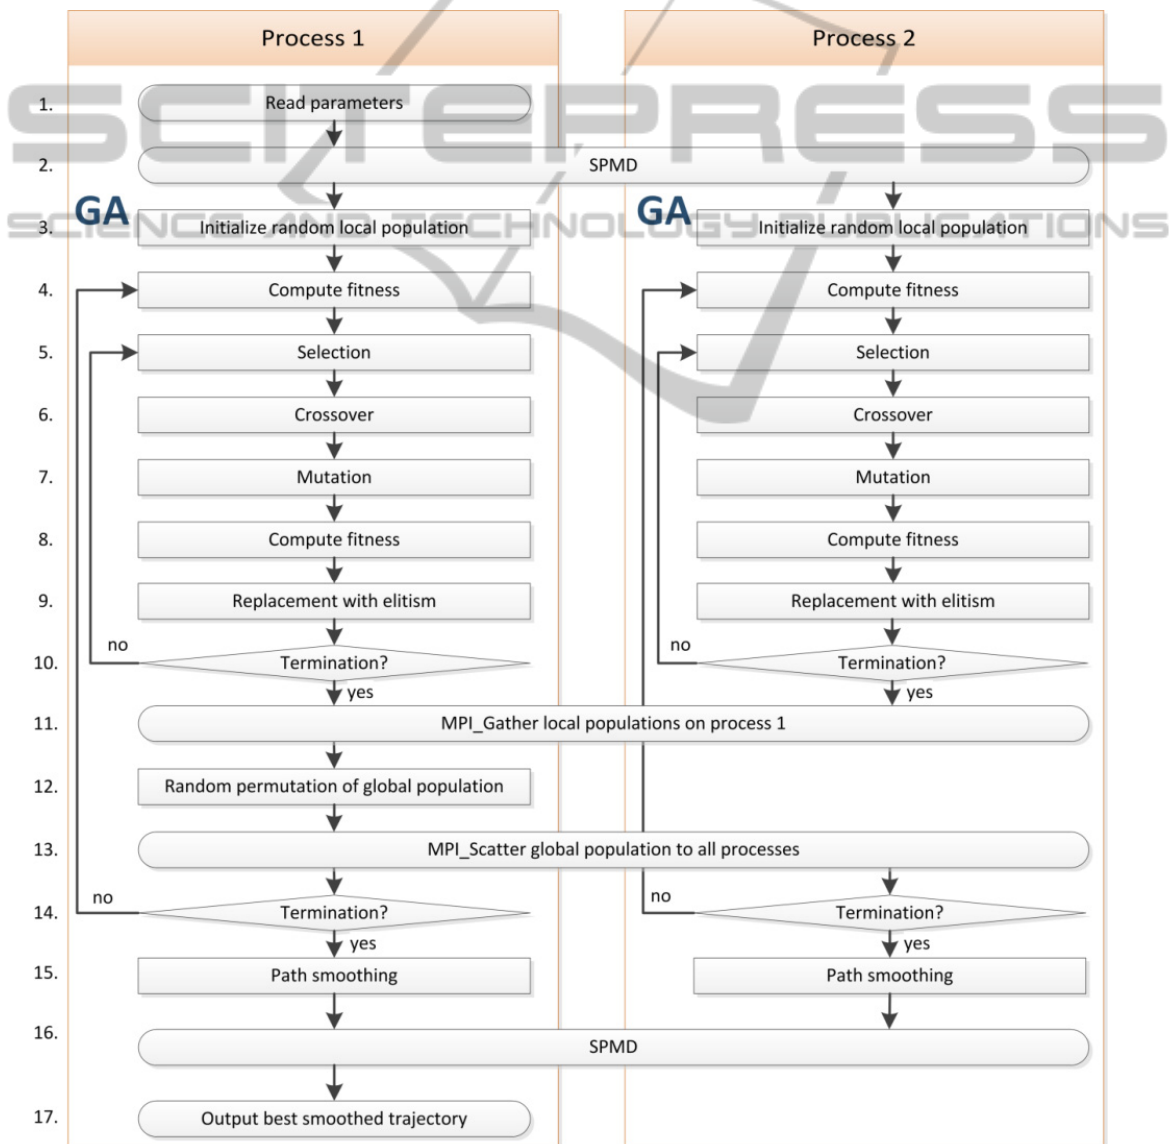 Process 1 Process 2
1. Read parameters
SCITEPRESS
2. SPMD
GA GA
SCIENCE AND TECHNOLOGY PUBLICATIONS
3. Initialize random local population Initialize random local population
4. Compute fitness Compute fitness
5. Selection Selection
6. Crossover Crossover
7. Mutation Mutation
8. Compute fitness Compute fitness
9. Replacement with elitism Replacement with elitism
no no
10. Termination? Termination?
yes yes
11. MPI_Gather local populations on process 1
12. Random permutation of global population
13. MPI_Scatter global population to all processes
no no
14. Termination? Termination?
yes yes
15. Path smoothing Path smoothing
16. SPMD
17. Output best smoothed trajectory